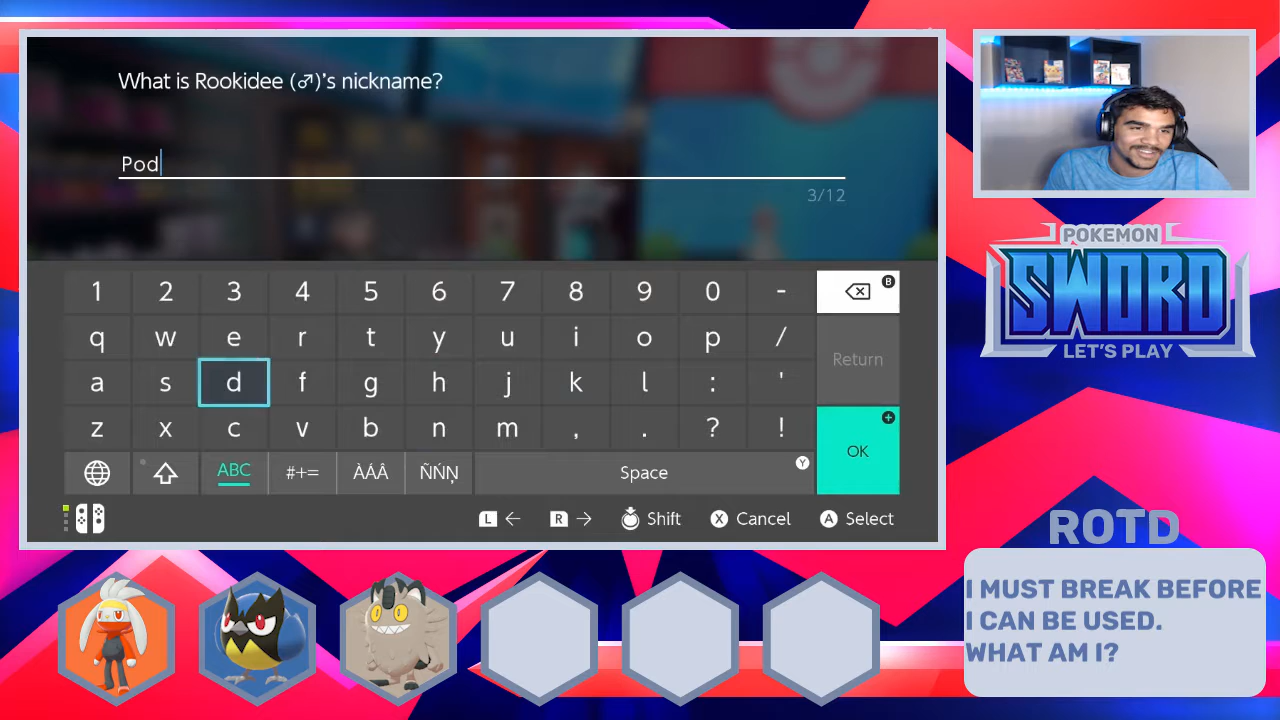 What is Rookidee (♂)'s nickname?
Pod
3/12
1 2 3 4 5 6 7 8 9 0 -
q w e r t y u i o p /
Return
a s d f g h j k l : '
z x c v b n m , . ? !
OK
ABC #+= ÀÁÂ ÑŃŅ Space
L ← R → Shift X Cancel A Select
B
+
Y
POKEMON
SWORD
LET'S PLAY
ROTD
I MUST BREAK BEFORE
I CAN BE USED.
WHAT AM I?